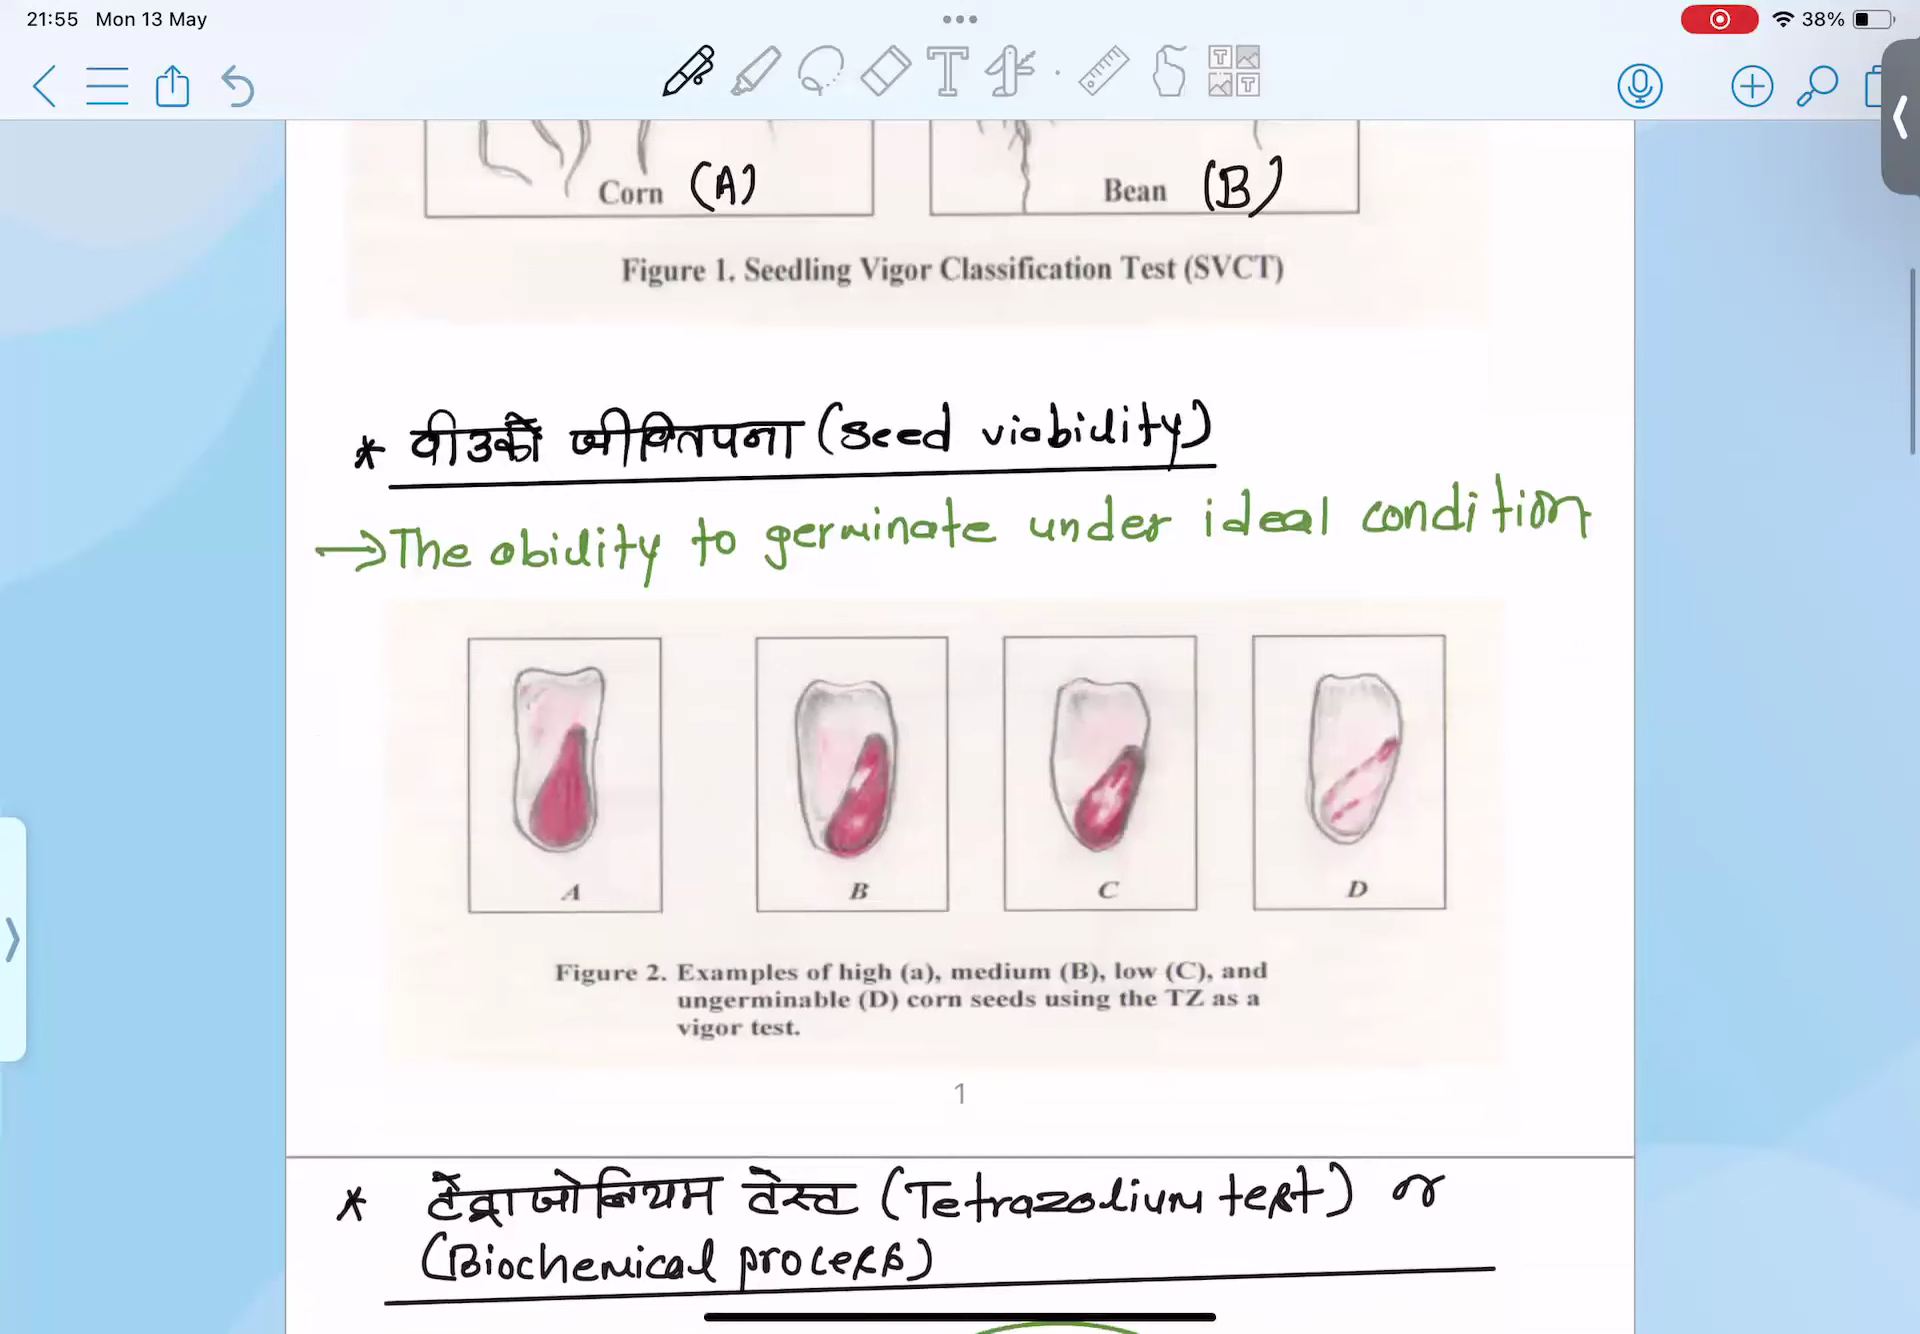 21:55 Mon 13 May
38%
Corn (A)
Bean (B)
Figure 1. Seedling Vigor Classification Test (SVCT)
* वीउको जीवितपना (Seed viability)
→ The ability to germinate under ideal condition
A B C D
Figure 2. Examples of high (a), medium (B), low (C), and
ungerminable (D) corn seeds using the TZ as a
vigor test.
1
* टेट्राजोलियम टेस्ट (Tetrazolium test) or
(Biochemical process)